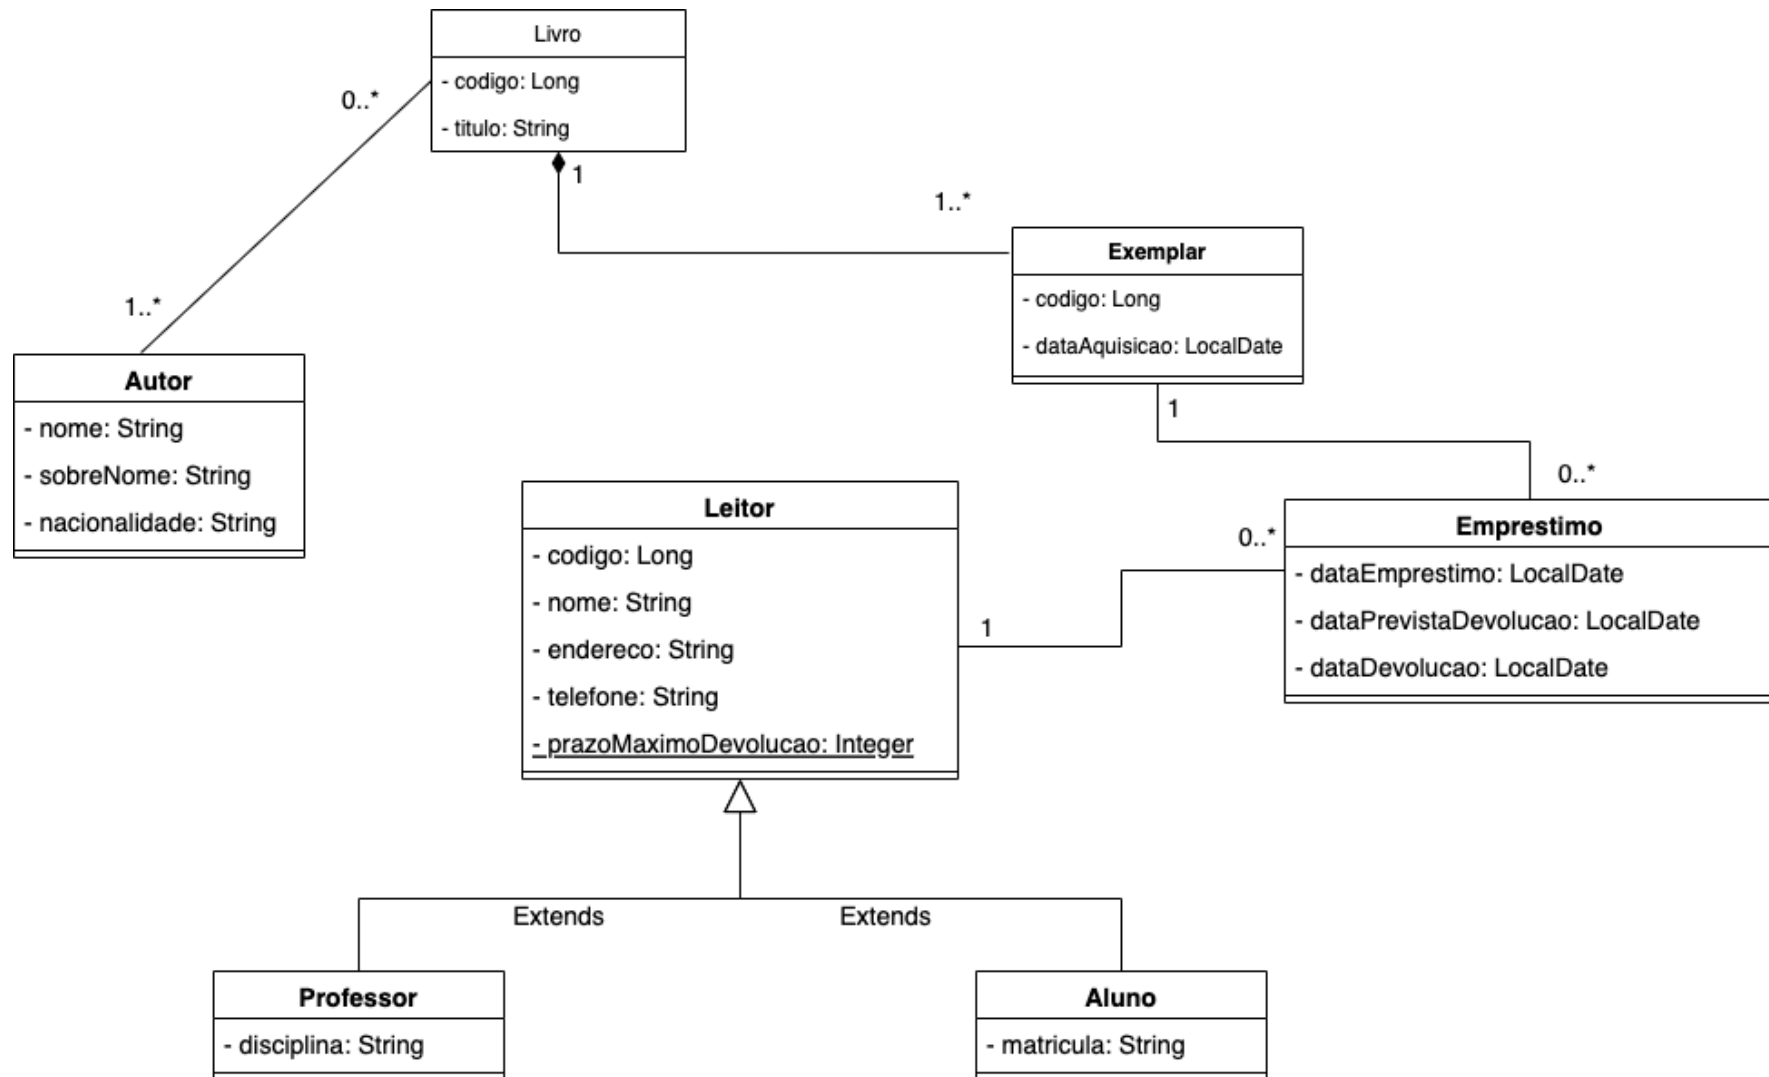 Livro
- codigo: Long
- titulo: String
0..*
1
1..*
1..*
Exemplar
- codigo: Long
- dataAquisicao: LocalDate
1
0..*
Autor
- nome: String
- sobreNome: String
- nacionalidade: String
Leitor
- codigo: Long
- nome: String
- endereco: String
- telefone: String
- prazoMaximoDevolucao: Integer
1
0..*
Emprestimo
- dataEmprestimo: LocalDate
- dataPrevistaDevolucao: LocalDate
- dataDevolucao: LocalDate
Extends
Extends
Professor
- disciplina: String
Aluno
- matricula: String